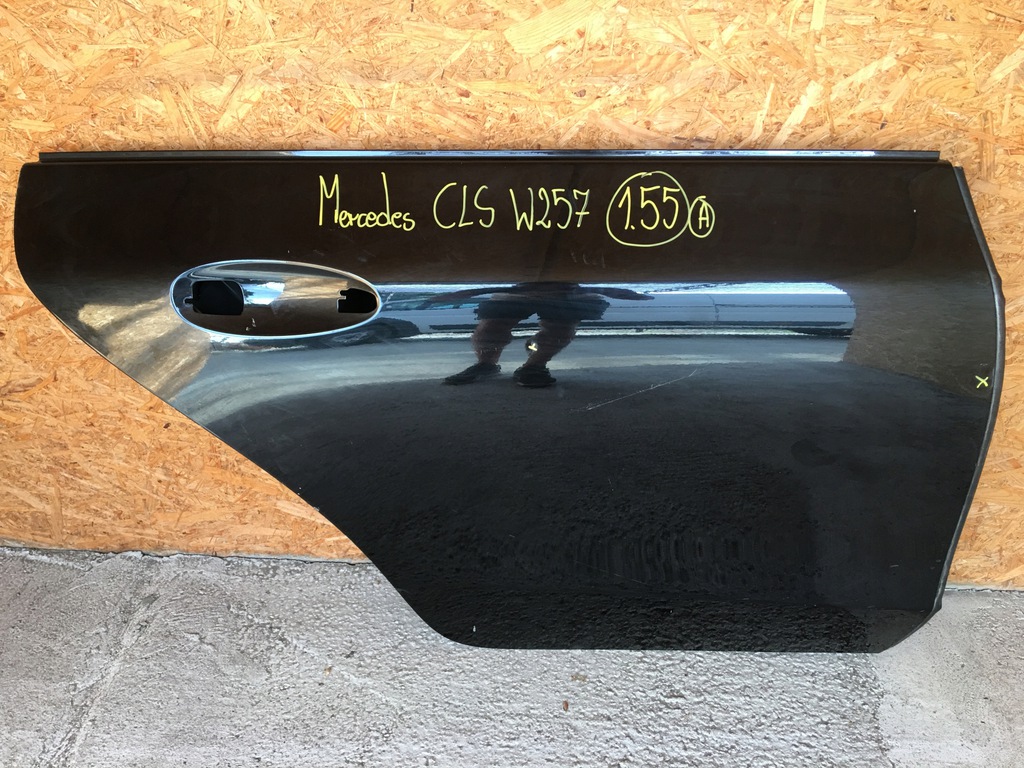 Mercedes CLS W257 1.55 A
X